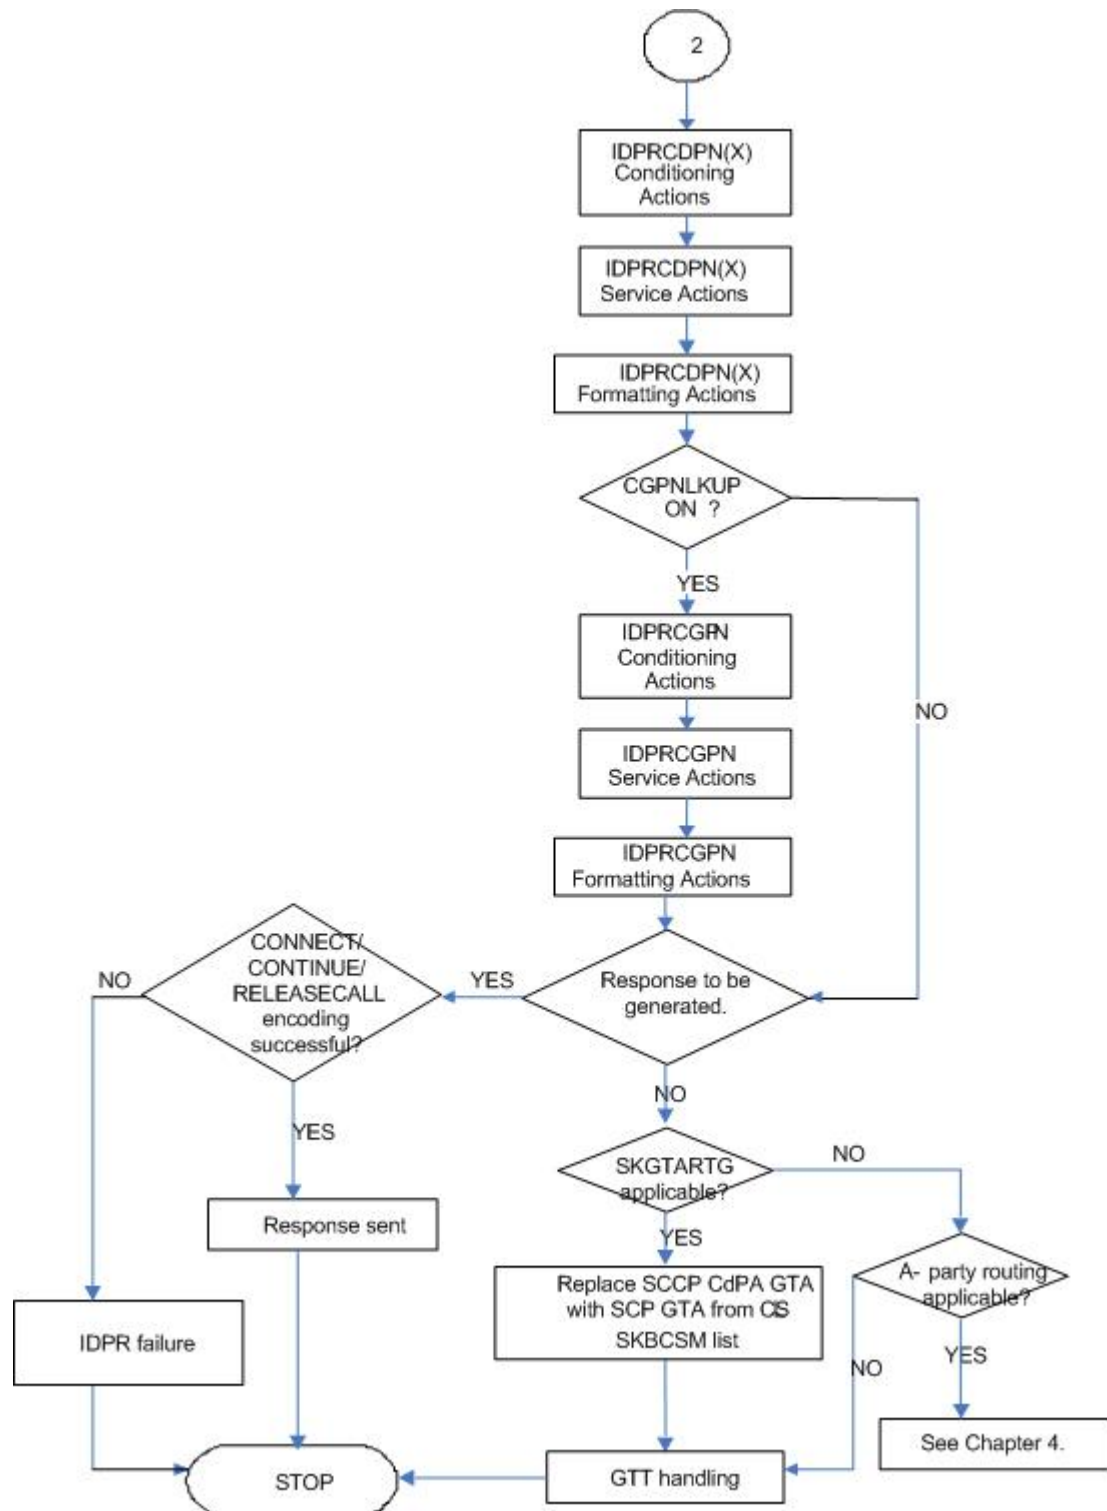 2
IDPRCDPN(X)
Conditioning
Actions
IDPRCDPN(X)
Service Actions
IDPRCDPN(X)
Formatting Actions
CGPNLKUP
ON ?
YES
NO
IDPRCGPN
Conditioning
Actions
IDPRCGPN
Service Actions
IDPRCGPN
Formatting Actions
Response to be
generated.
YES
NO
CONNECT/
CONTINUE/
RELEASECALL
encoding
successful?
NO
YES
SKGTARTG
applicable?
NO
YES
Response sent
IDPR failure
Replace SCCP CdPA GTA
with SCP GTA from CIS
SKBCSM list
A- party routing
applicable?
NO
YES
See Chapter 4.
GTT handling
STOP